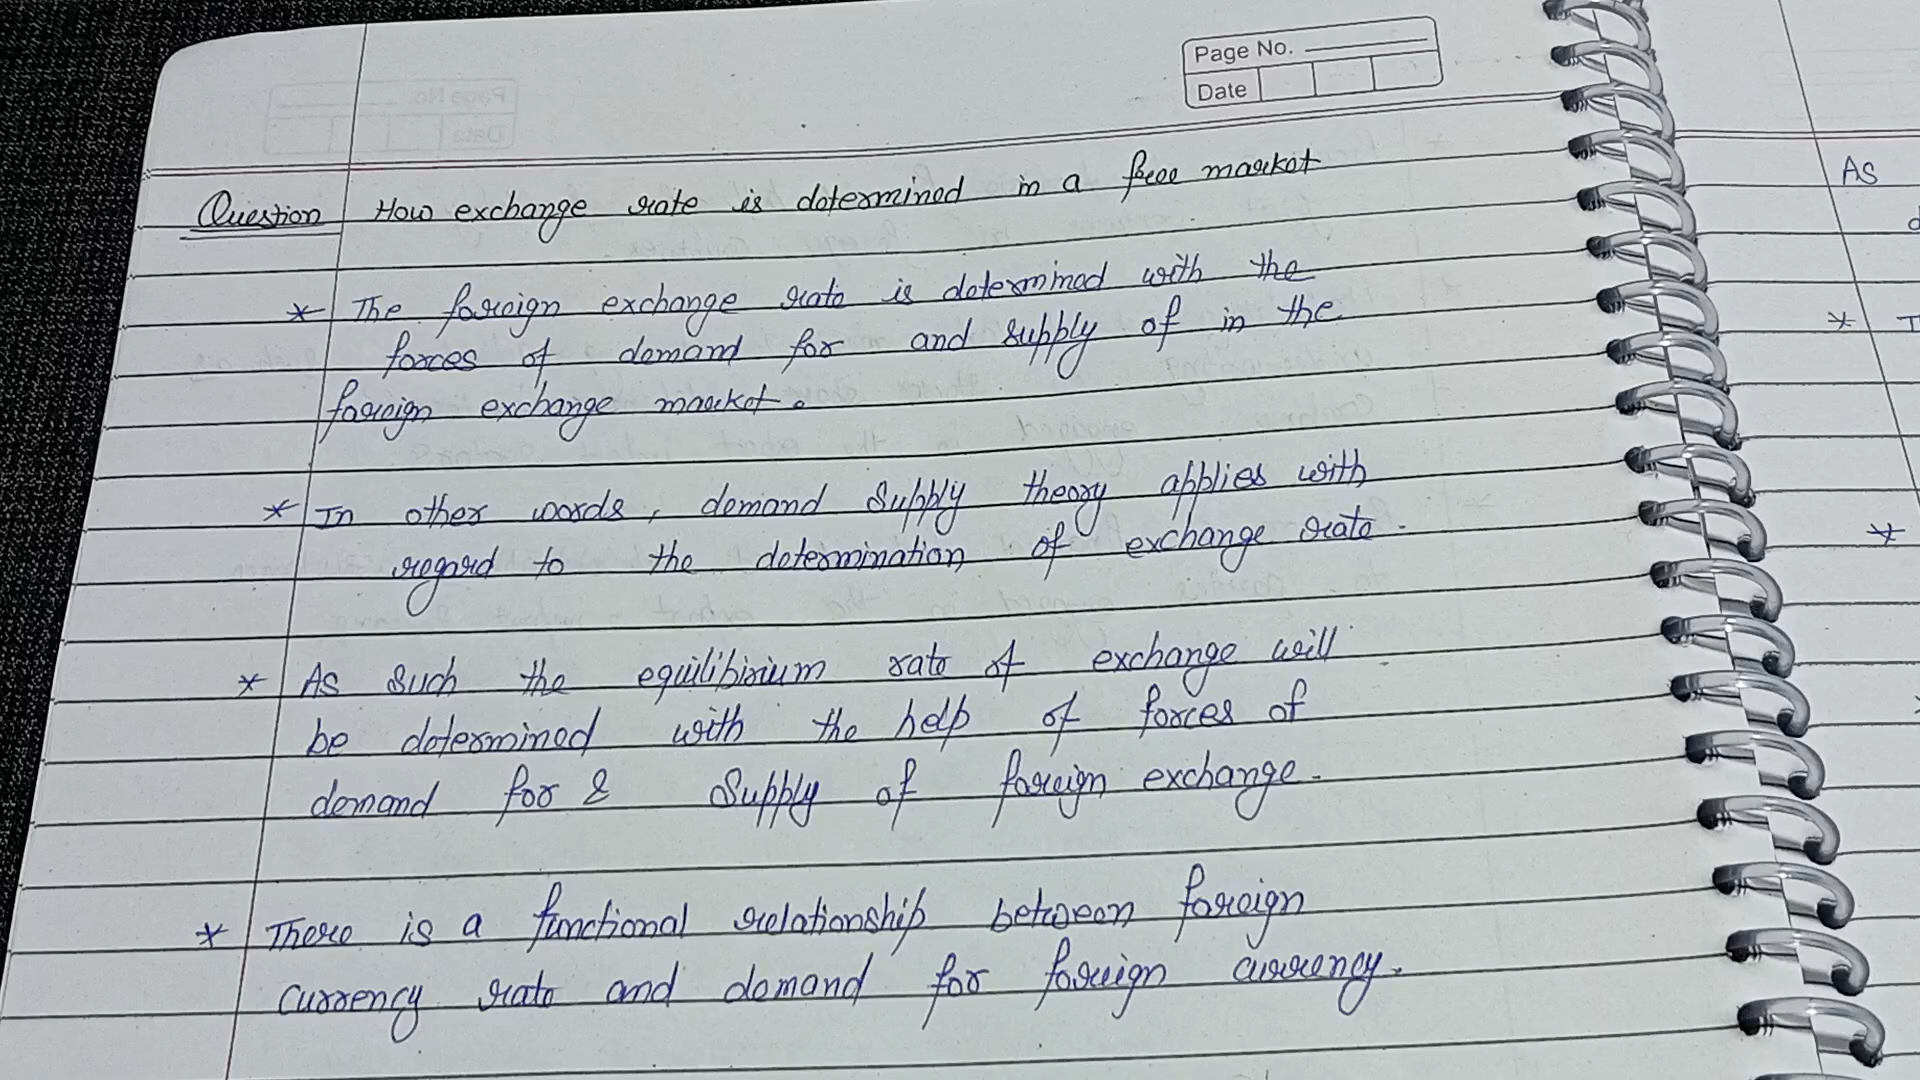 Page No.
Date
Question How exchange rate is determined in a free market
* The foreign exchange rate is determined with the
forces of demand for and supply of in the
foreign exchange market.
* In other words, demand supply theory applies with
regard to the determination of exchange rate.
* As such the equilibrium rate of exchange will
be determined with the help of forces of
demand for & supply of foreign exchange.
* There is a functional relationship between foreign
currency rate and demand for foreign currency.
As
*
*